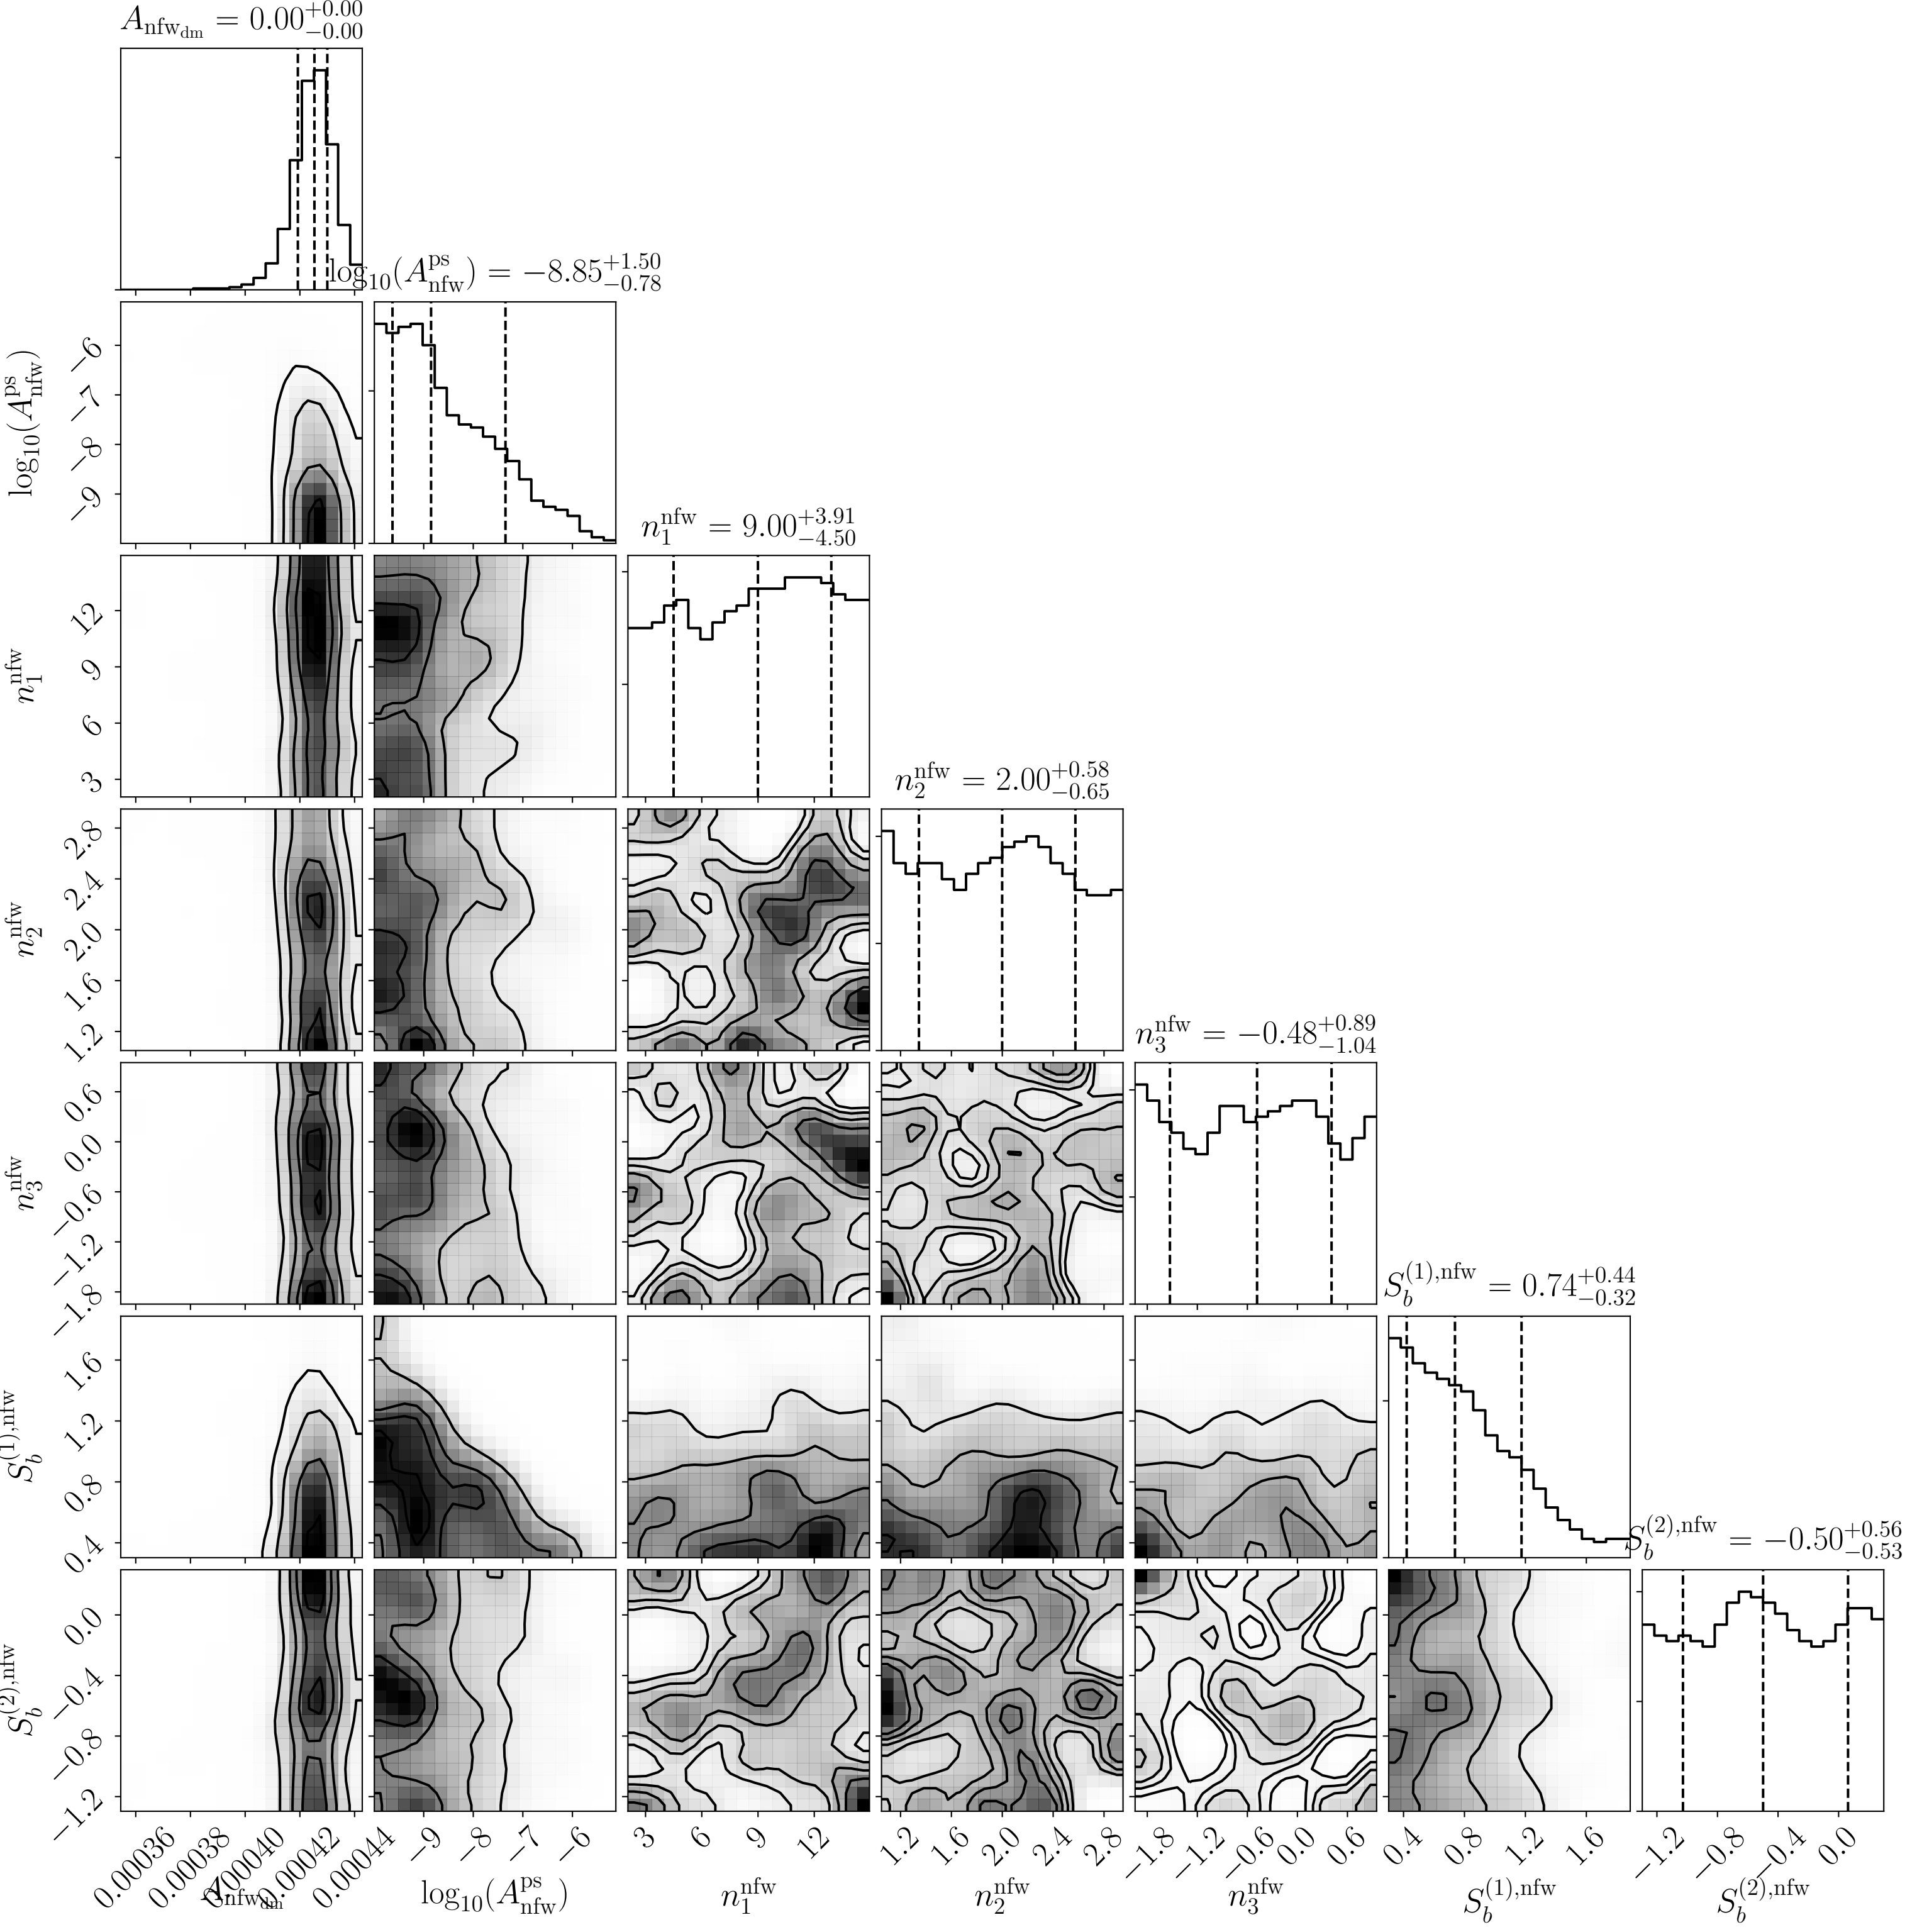 A_{nfw_{dm}} = 0.00^{+0.00}_{-0.00}
log_{10}(A^{ps}_{nfw}) = −8.85^{+1.50}_{-0.78}
−6
−7
−8
−9
log_{10}(A^{ps}_{nfw})
n^{nfw}_1 = 9.00^{+3.91}_{-4.50}
12
9
6
3
n^{nfw}_1
n^{nfw}_2 = 2.00^{+0.58}_{-0.65}
2.8
2.4
2.0
1.6
1.2
n^{nfw}_2
n^{nfw}_3 = −0.48^{+0.89}_{-1.04}
0.6
0.0
−0.6
−1.2
−1.8
n^{nfw}_3
S^{(1),nfw}_b = 0.74^{+0.44}_{-0.32}
1.6
1.2
0.8
0.4
S^{(1),nfw}_b
S^{(2),nfw}_b = −0.50^{+0.56}_{-0.53}
0.0
−0.4
−0.8
−1.2
S^{(2),nfw}_b
0.00036 0.00038 0.00040 0.00042 0.00044 −9 −8 −7 −6 3 6 9 12 1.2 1.6 2.0 2.4 2.8 −1.8 −1.2 −0.6 0.0 0.6 0.4 0.8 1.2 1.6 −1.2 −0.8 −0.4 0.0
A_{nfw_{dm}} log_{10}(A^{ps}_{nfw}) n^{nfw}_1 n^{nfw}_2 n^{nfw}_3 S^{(1),nfw}_b S^{(2),nfw}_b